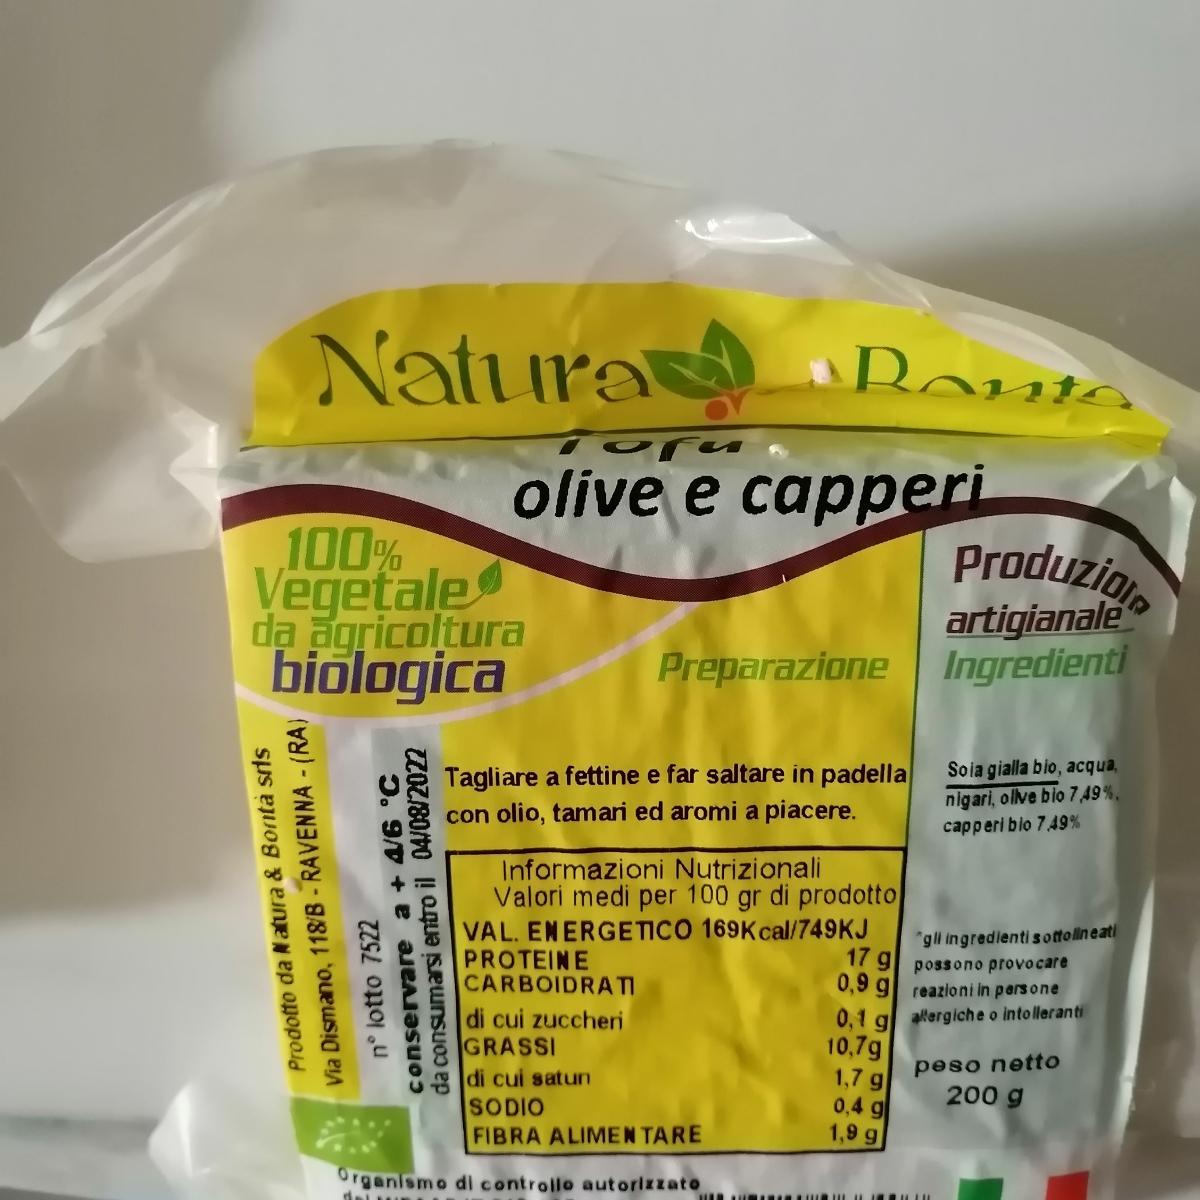 Natura Bontà
Tofu
olive e capperi
100%
Vegetale
da agricoltura
biologica
Preparazione
Tagliare a fettine e far saltare in padella
con olio, tamari ed aromi a piacere.
Produzione
artigianale
Ingredienti
Soia gialla bio, acqua,
nigari, olive bio 7,49%,
capperi bio 7,49%
*gli ingredienti sottolineati
possono provocare
reazioni in persone
allergiche o intolleranti
peso netto
200 g
Informazioni Nutrizionali
Valori medi per 100 gr di prodotto
VAL. ENERGETICO 169Kcal/749KJ
PROTEINE 17 g
CARBOIDRATI 0,9 g
di cui zuccheri 0,1 g
GRASSI 10,7g
di cui saturi 1,7 g
SODIO 0,4 g
FIBRA ALIMENTARE 1,9 g
Prodotto da Natura & Bontà srls
Via Dismano, 118/B - RAVENNA - (RA)
n° lotto 7522
conservare a + 4/6 °C
da consumarsi entro il 04/08/2022
Organismo di controllo autorizzato